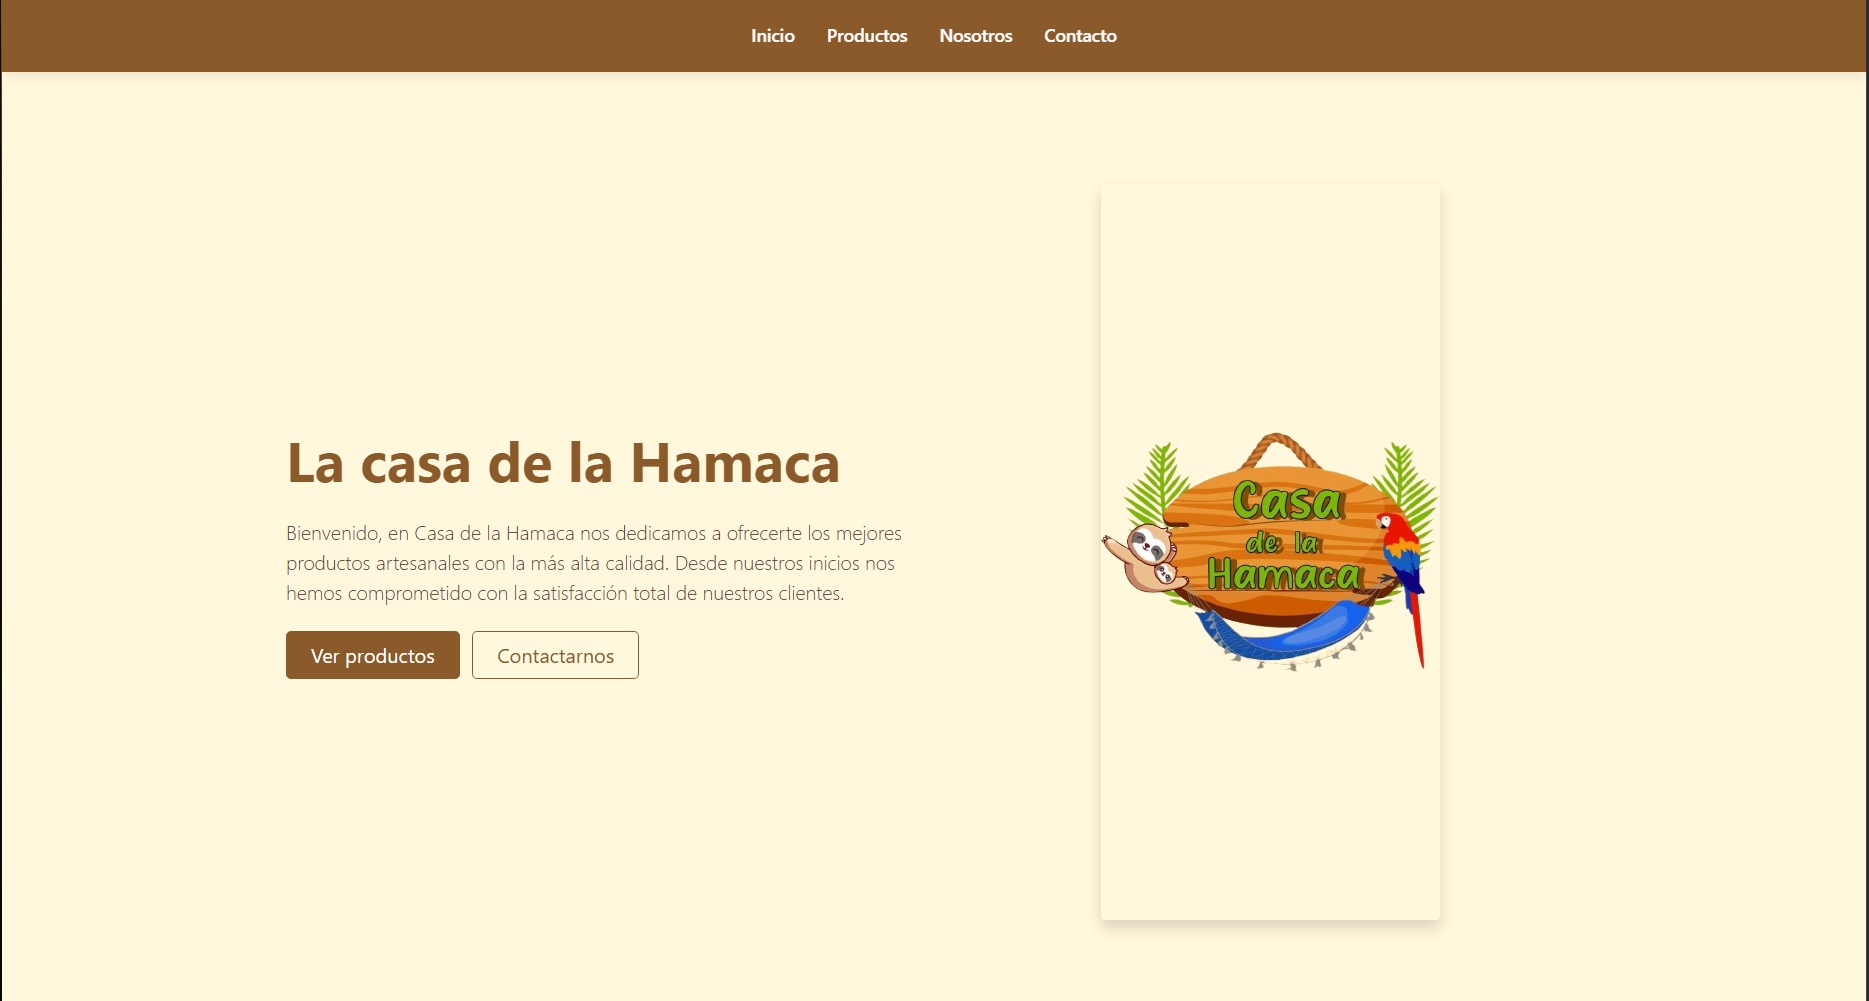 Inicio Productos Nosotros Contacto
La casa de la Hamaca
Bienvenido, en Casa de la Hamaca nos dedicamos a ofrecerte los mejores
productos artesanales con la más alta calidad. Desde nuestros inicios nos
hemos comprometido con la satisfacción total de nuestros clientes.
Ver productos Contactarnos
Casa
de la
Hamaca